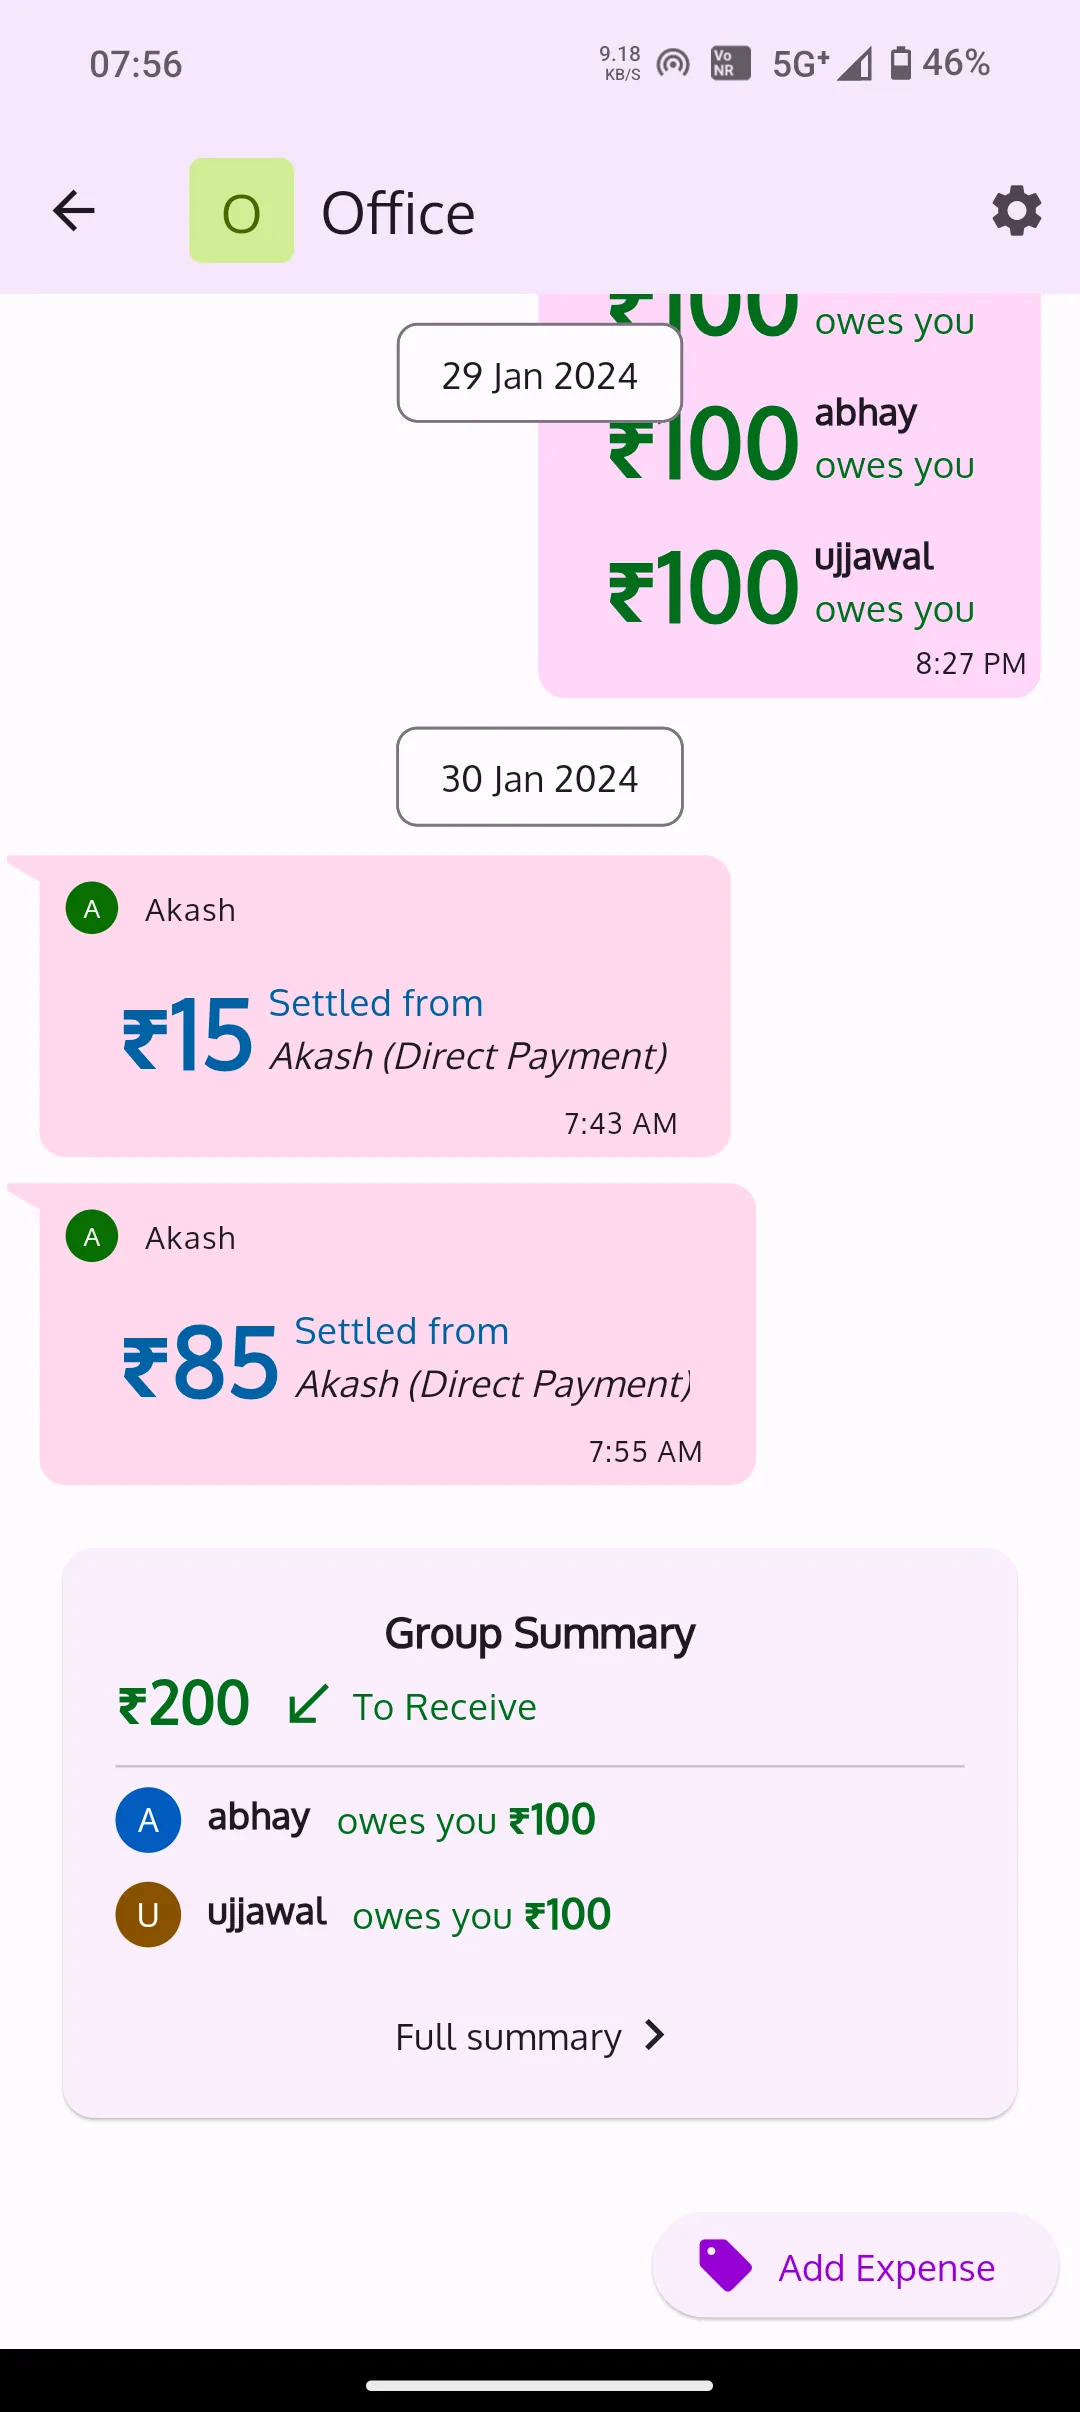 07:56
9.18 KB/S
Vo NR
5G+
46%
O
Office
₹100 owes you
29 Jan 2024
₹100 abhay
owes you
₹100 ujjawal
owes you
8:27 PM
30 Jan 2024
A Akash
₹15 Settled from
Akash (Direct Payment)
7:43 AM
A Akash
₹85 Settled from
Akash (Direct Payment)
7:55 AM
Group Summary
₹200 To Receive
A abhay owes you ₹100
U ujjawal owes you ₹100
Full summary
Add Expense